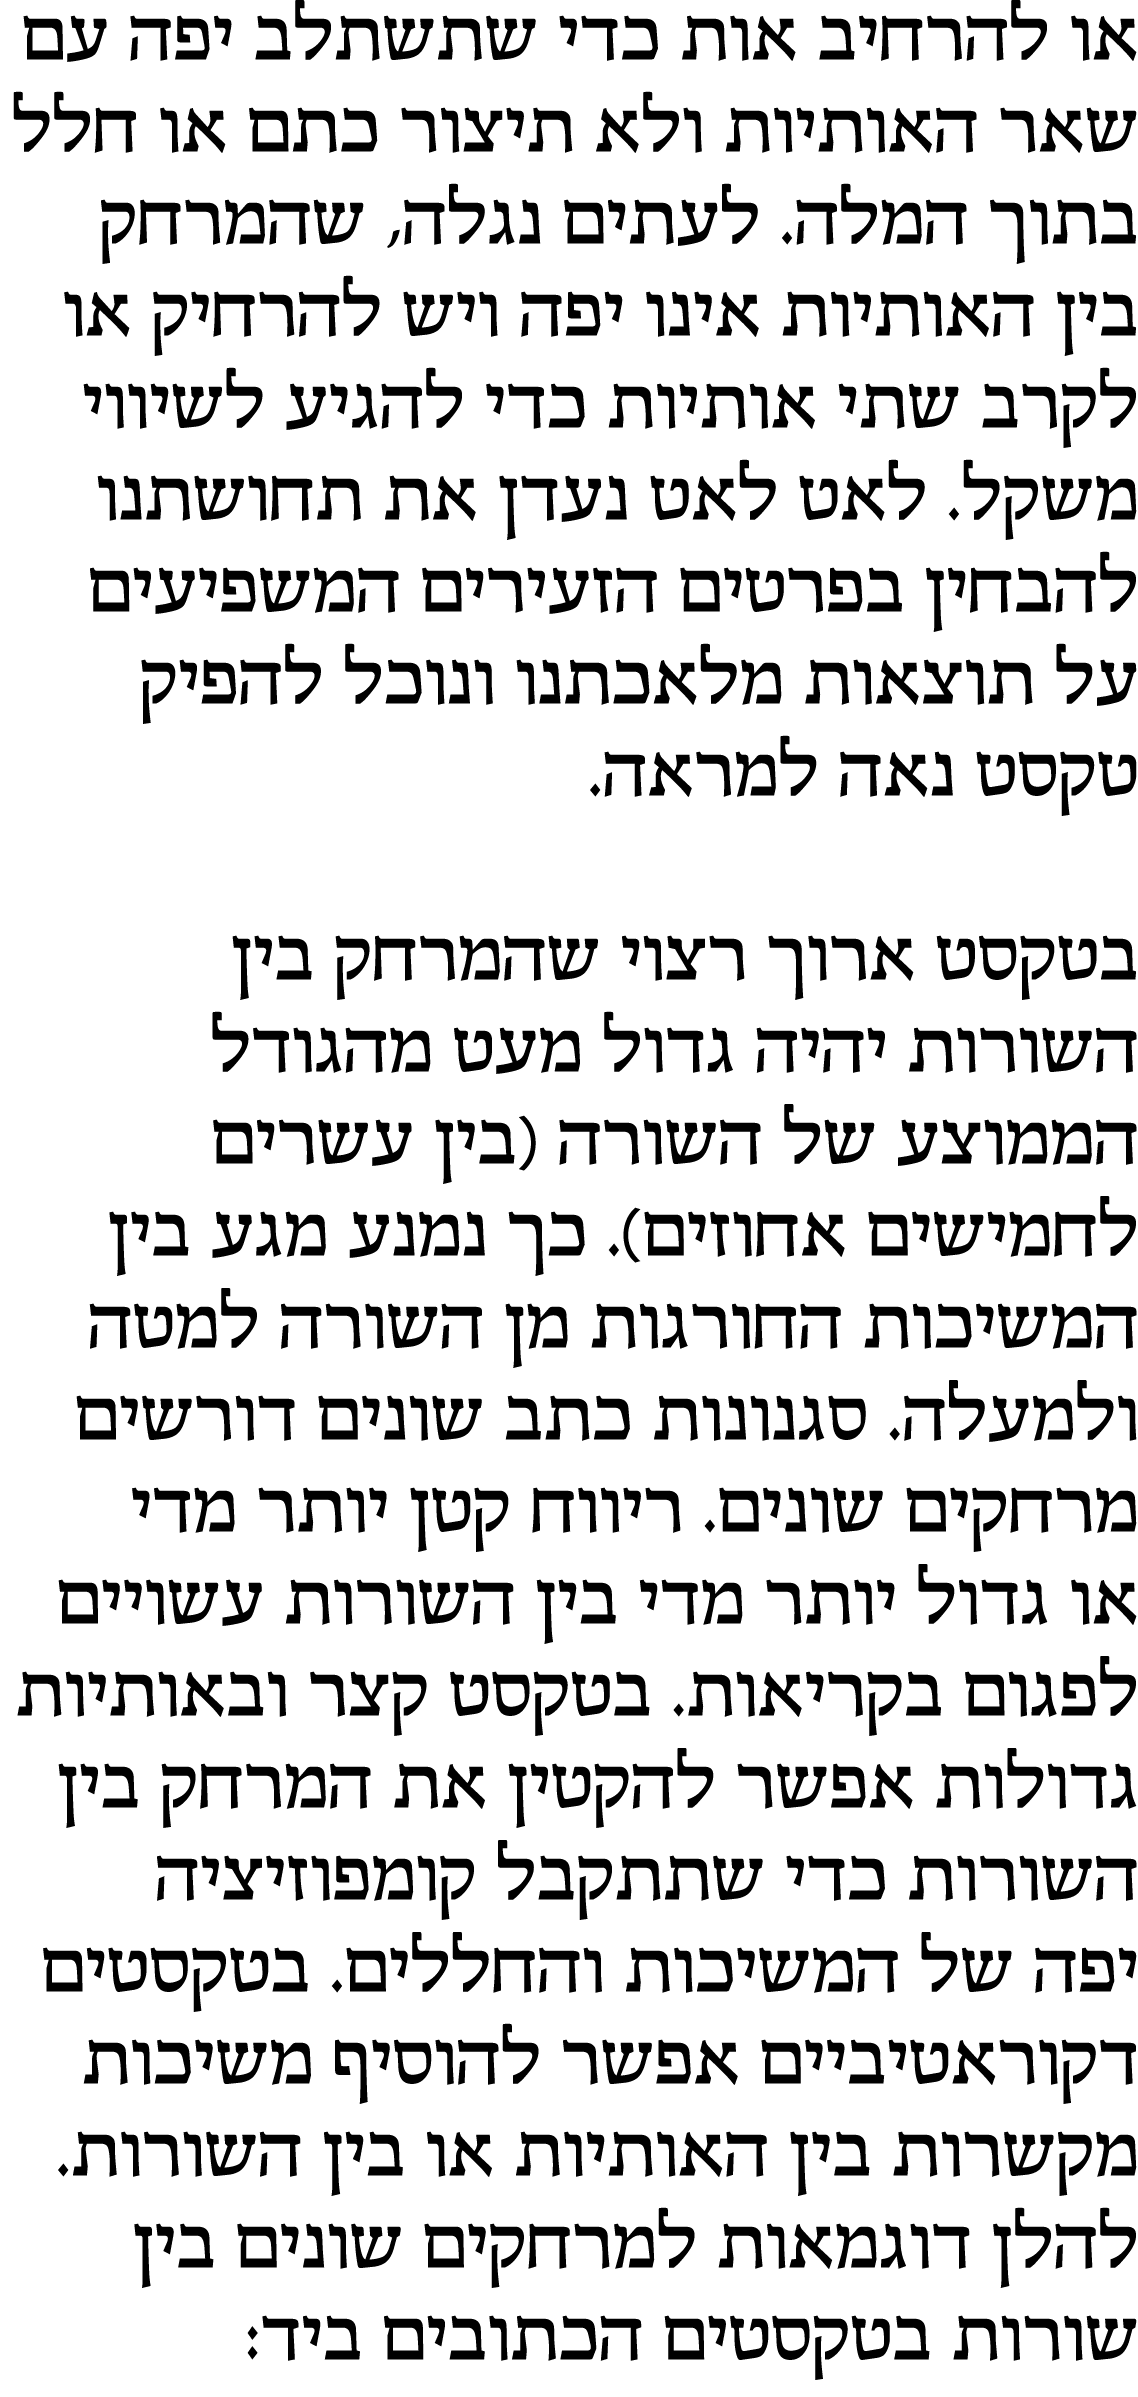 או להרחיב אות כדי שתשתלב יפה עם
שאר האותיות ולא תיצור כתם או חלל
בתוך המלה. לעתים נגלה, שהמרחק
בין האותיות אינו יפה ויש להרחיק או
לקרב שתי אותיות כדי להגיע לשיווי
משקל. לאט לאט נעדן את תחושתנו
להבחין בפרטים הזעירים המשפיעים
על תוצאות מלאכתנו ונוכל להפיק
טקסט נאה למראה.
בטקסט ארוך רצוי שהמרחק בין
השורות יהיה גדול מעט מהגודל
הממוצע של השורה (בין עשרים
לחמישים אחוזים). כך נמנע מגע בין
המשיכות החורגות מן השורה למטה
ולמעלה. סגנונות כתב שונים דורשים
מרחקים שונים. ריווח קטן יותר מדי
או גדול יותר מדי בין השורות עשויים
לפגום בקריאות. בטקסט קצר ובאותיות
גדולות אפשר להקטין את המרחק בין
השורות כדי שתתקבל קומפוזיציה
יפה של המשיכות והחללים. בטקסטים
דקוראטיביים אפשר להוסיף משיכות
מקשרות בין האותיות או בין השורות.
להלן דוגמאות למרחקים שונים בין
שורות בטקסטים הכתובים ביד: